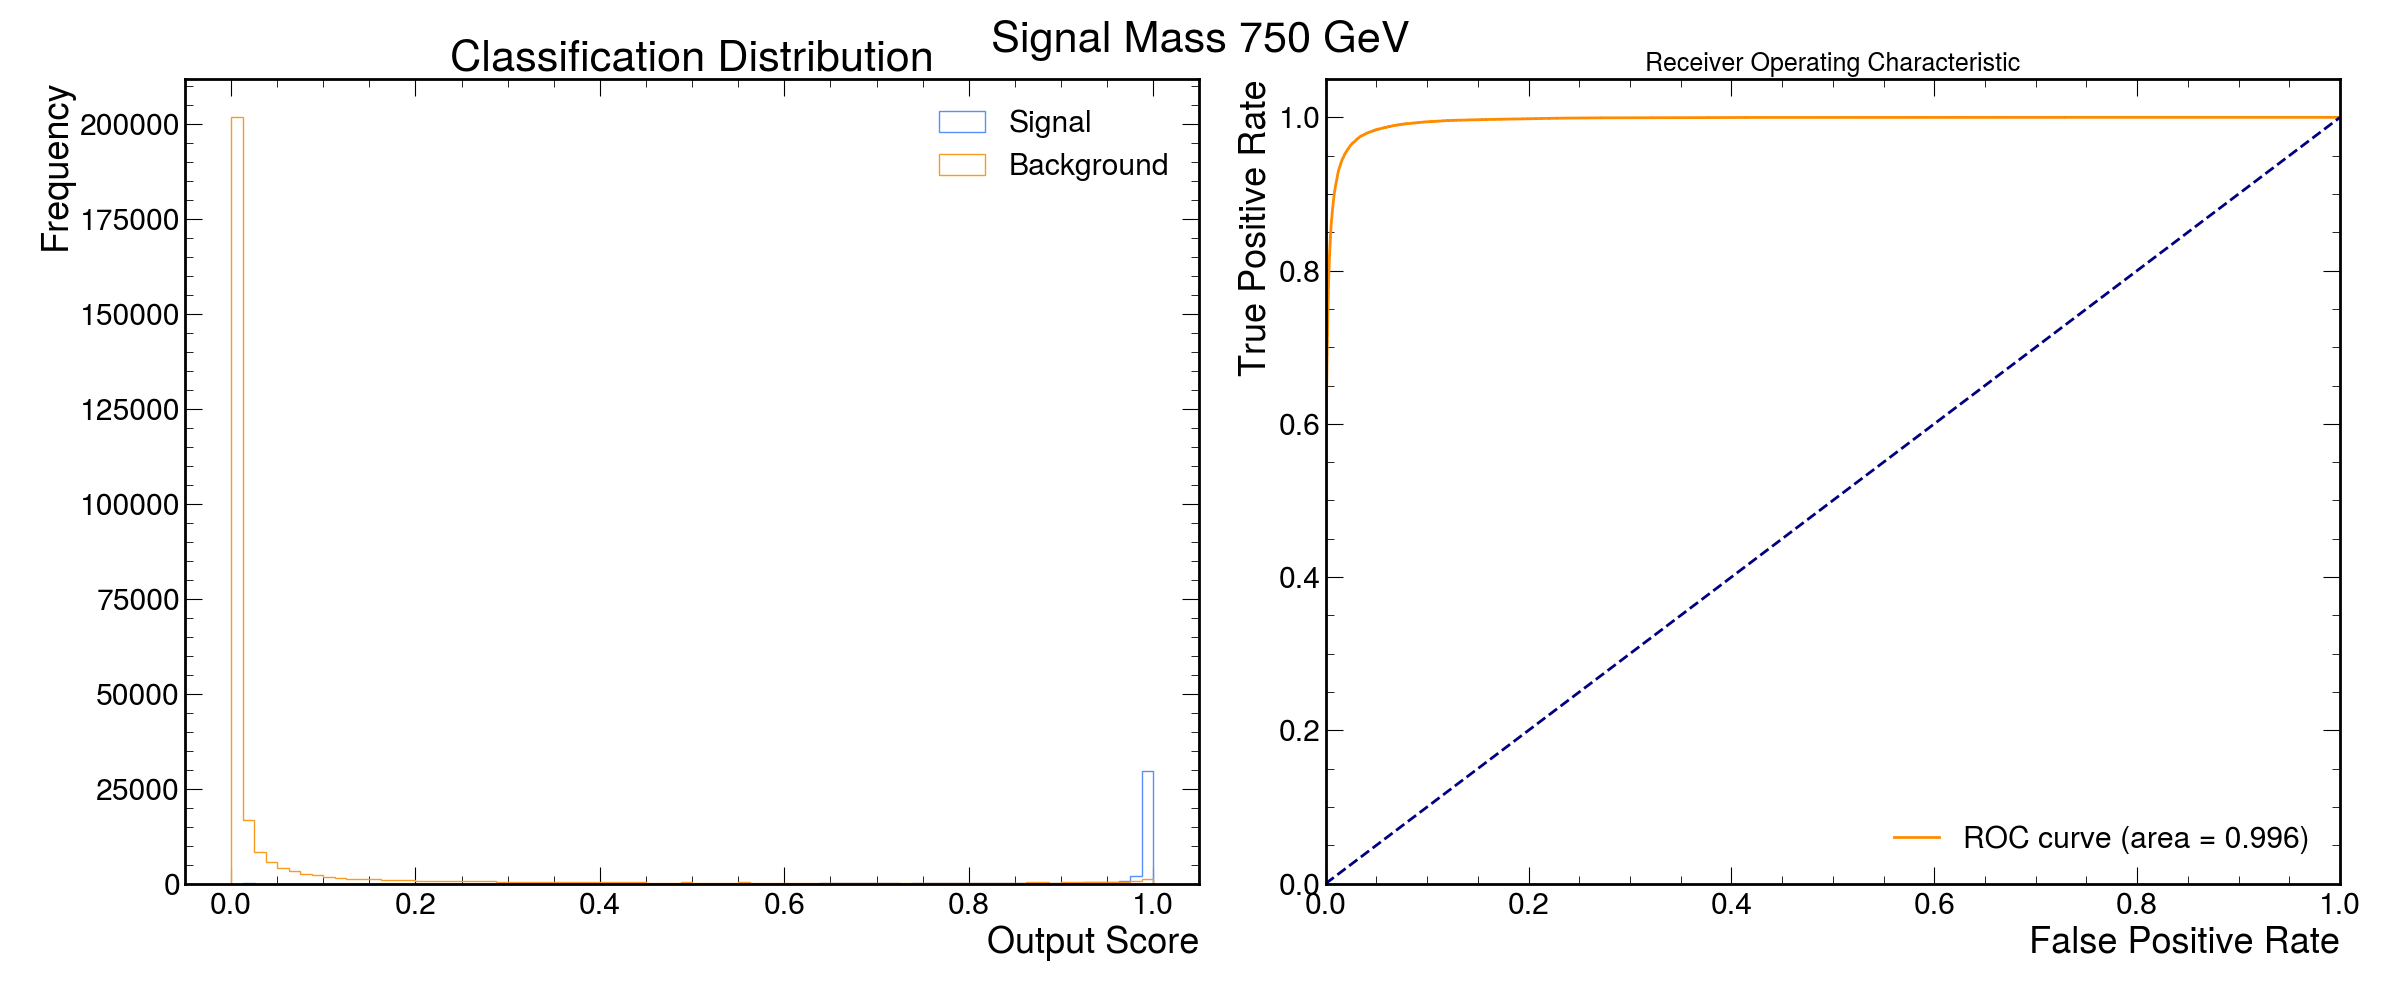 Signal Mass 750 GeV
Classification Distribution
Frequency
200000
175000
150000
125000
100000
75000
50000
25000
0
0.0 0.2 0.4 0.6 0.8 1.0
Output Score
Signal
Background
Receiver Operating Characteristic
True Positive Rate
1.0
0.8
0.6
0.4
0.2
0.0
0.0 0.2 0.4 0.6 0.8 1.0
False Positive Rate
ROC curve (area = 0.996)